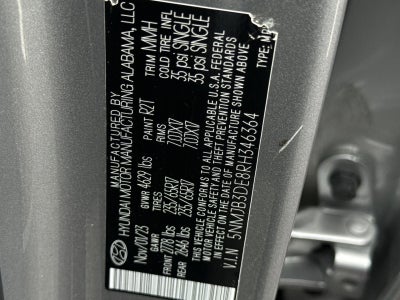 MANUFACTURED BY
HYUNDAI MOTOR MANUFACTURING ALABAMA, LLC
Nov/01/23 GVWR 4629 lbs PAINT R2T TRIM MMH
GAWR TIRES RIMS COLD TIRE INFL
FRONT 2778 lbs 235/65R17 7.0JX17 35 psi SINGLE
REAR 2646 lbs 235/65R17 7.0JX17 35 psi SINGLE
THIS VEHICLE CONFORMS TO ALL APPLICABLE U.S.A. FEDERAL
MOTOR VEHICLE SAFETY AND THEFT PREVENTION STANDARDS
IN EFFECT ON THE DATE OF MANUFACTURE SHOWN ABOVE
V.I.N 5NMJB3DE8RH346364 TYPE: